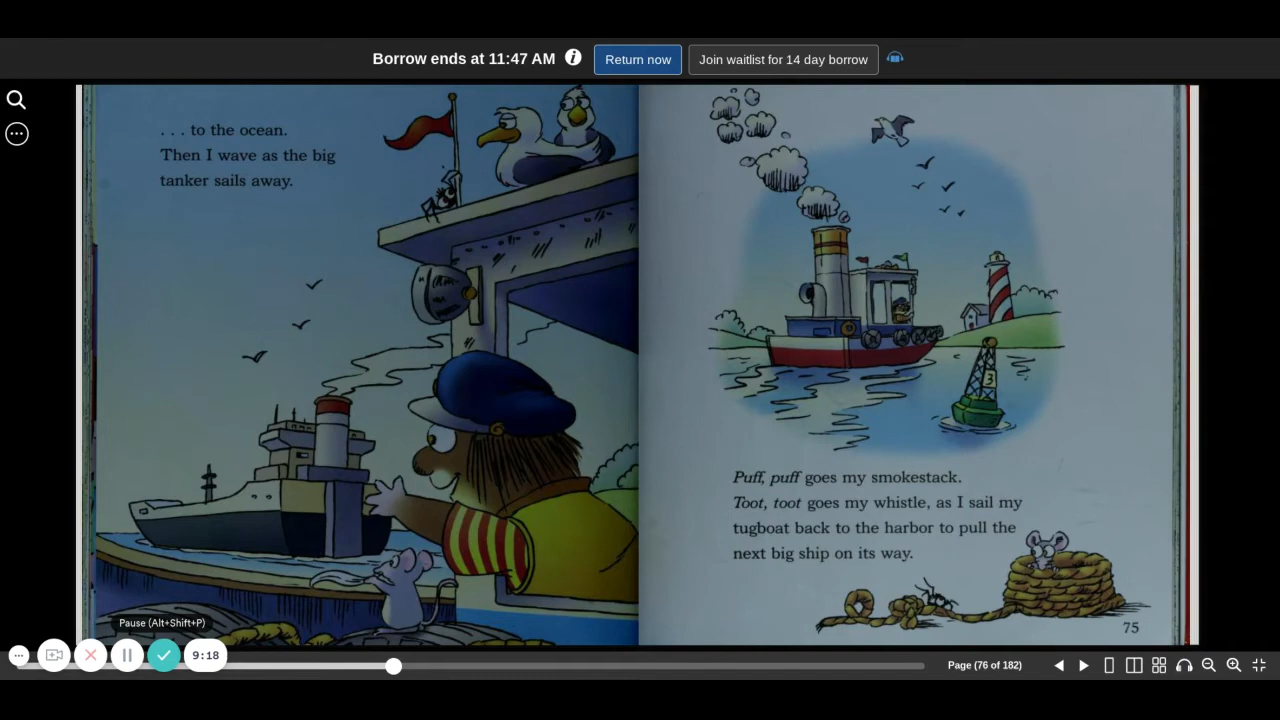 Borrow ends at 11:47 AM
Return now
Join waitlist for 14 day borrow
. . . to the ocean.
Then I wave as the big
tanker sails away.
3
Puff, puff goes my smokestack.
Toot, toot goes my whistle, as I sail my
tugboat back to the harbor to pull the
next big ship on its way.
75
Pause (Alt+Shift+P)
9:18
Page (76 of 182)